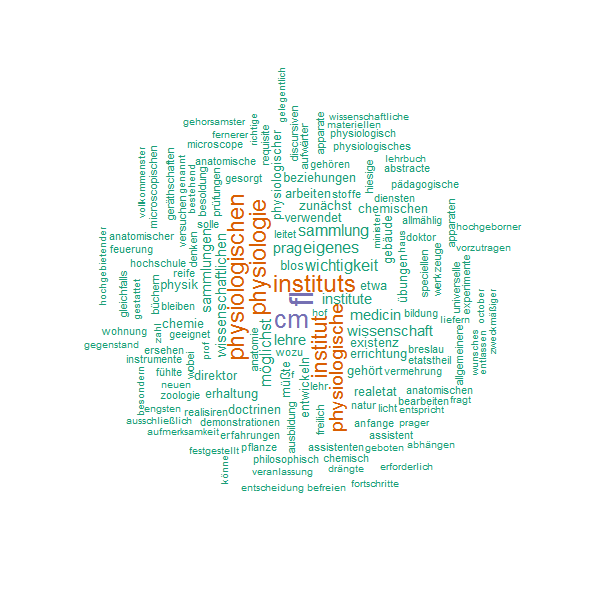 gelegentlich
gehorsamster
richtige
wissenschaftliche
materiellen
fernerer
discursiven
aufwärter
apparate
physiologisch
requisite
microscope
physiologisches
vollkommenster
microscopischen
geräthschaften
genannt
bestehend
anatomische
gehören
lehrbuch
abstracte
besoldung
prüfungen
gesorgt
physiologischer
beziehungen
hiesige
pädagogische
versuchen
arbeiten
stoffe
diensten
zunächst
chemischen
solle
verwendet
allmählig
apparaten
hochgebietender
anatomischer
denken
physiologischen
physiologie
leitet
sammlung
minister
gebäude
haus
doktor
hochgeborner
feuerung
sammlungen
wissenschaftlichen
prag
eigenes
vorzutragen
hochschule
blos
wichtigkeit
übungen
speciellen
werkzeuge
gleichfalls
gestattet
reife
physik
instituts
etwa
universelle
experimente
büchern
fl
institute
bleiben
hof
medicin
bildung
liefern
october
zweckmäßiger
wohnung
zahl
chemie
cm
wissenschaft
allgemeinere
gegenstand
geeignet
anatomie
lehre
institut
physiologische
existenz
wunsches
entlassen
prof
möglichst
wozu
errichtung
breslau
ersehen
etatstheil
instrumente
wobei
müßte
gehört
vermehrung
besondern
fühlte
direktor
zf
neuen
lehr
realetat
anatomischen
zoologie
erhaltung
entwickeln
natur
bearbeiten
fragt
engsten
realisiren
doctrinen
licht
entspricht
ausschließlich
demonstrationen
freilich
anfange
prager
aufmerksamkeit
erfahrungen
ausbildung
assistent
festgestellt
pflanze
assistenten
geboten
abhängen
könne
philosophisch
chemisch
veranlassung
drängte
erforderlich
entscheidung
befreien
fortschritte